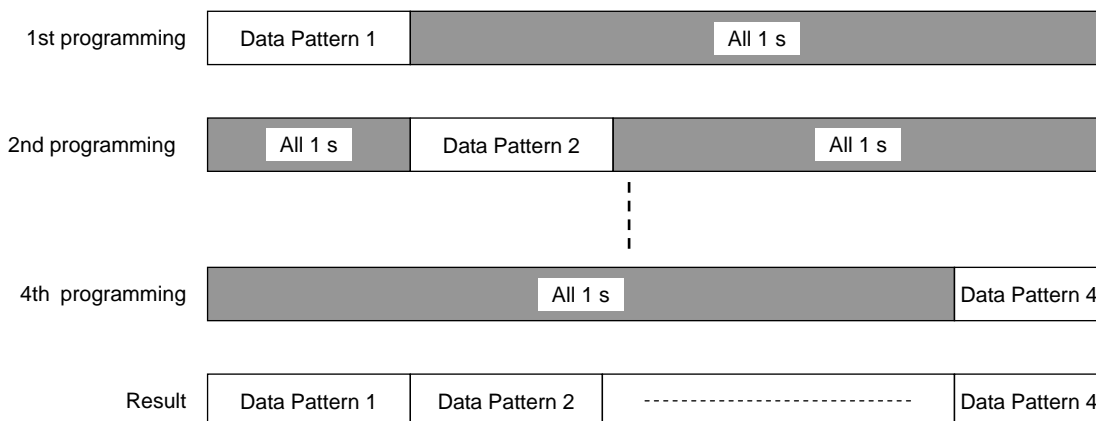 1st programming
Data Pattern 1
All 1 s
2nd programming
All 1 s
Data Pattern 2
All 1 s
4th programming
All 1 s
Data Pattern 4
Result
Data Pattern 1
Data Pattern 2
Data Pattern 4